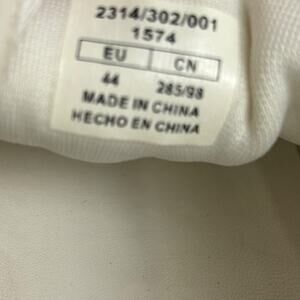 2314/302/001
1574
EU CN
44 285/98
MADE IN CHINA
HECHO EN CHINA